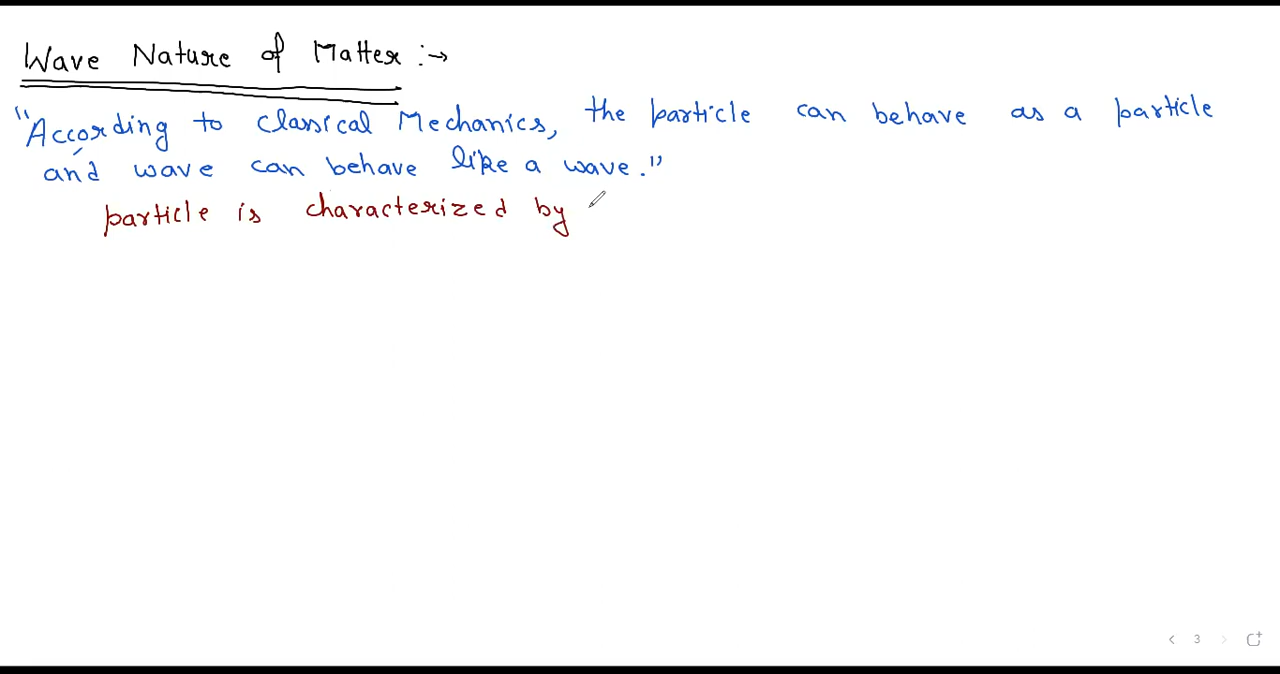 Wave Nature of Matter :→
"According to classical Mechanics, the particle can behave as a particle
and wave can behave like a wave."
particle is characterized by
3